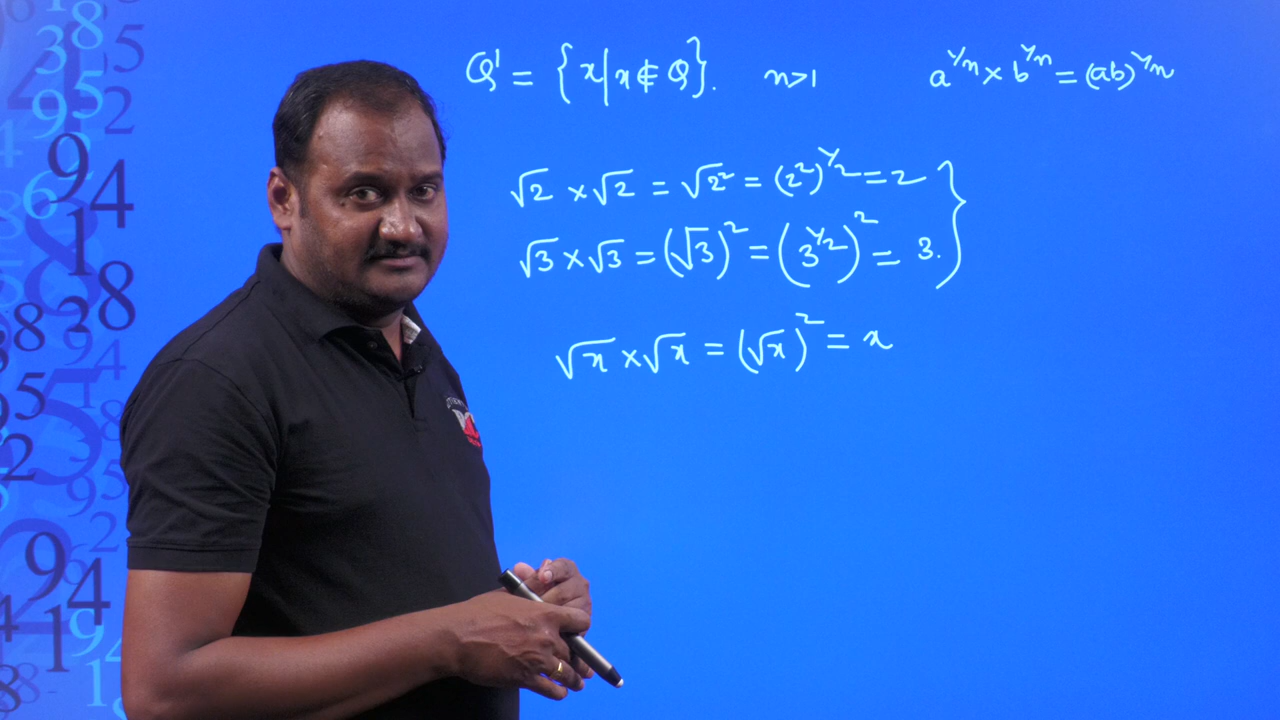 Q' = {x/x∉Q}. n>1 a^1/n × b^1/n = (ab)^1/n
√2 × √2 = √2² = (2²)^1/2 = 2
√3 × √3 = (√3)² = (3^1/2)² = 3.
√x × √x = (√x)² = x